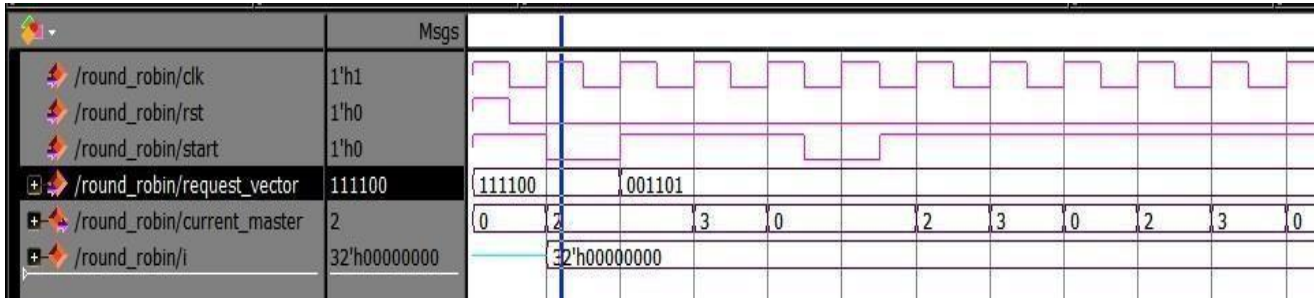 Msgs
/round_robin/clk 1'h1
/round_robin/rst 1'h0
/round_robin/start 1'h0
/round_robin/request_vector 111100 111100 001101
/round_robin/current_master 2 0 2 3 0 2 3 0 2 3 0
/round_robin/i 32'h00000000 32'h00000000